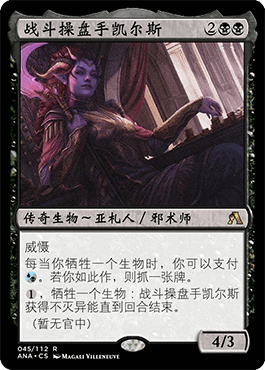 战斗操盘手凯尔斯 2
传奇生物～亚札人／邪术师
威慑
每当你牺牲一个生物时，你可以支付
。若你如此作，则抓一张牌。
1，牺牲一个生物：战斗操盘手凯尔斯
获得不灭异能直到回合结束。
（暂无官中）
045/112 R
ANA • CS MAGALI VILLENEUVE
4/3